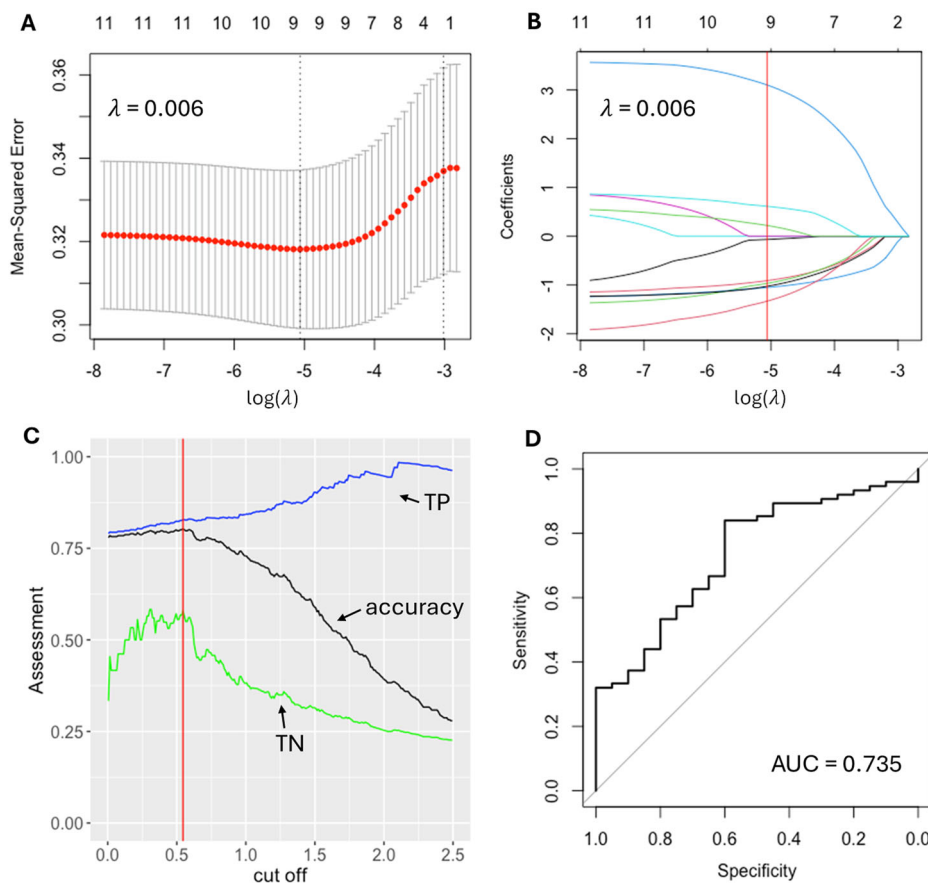 A
11 11 10 10 9 9 9 7 8 4 1
λ = 0.006
Mean-Squared Error
0.36
0.34
0.32
0.30
-8 -7 -6 -5 -4 -3
log(λ)
B
11 11 10 9 7 2
λ = 0.006
Coefficients
3
2
1
0
-1
-2
-8 -7 -6 -5 -4 -3
log(λ)
C
Assessment
1.00
0.75
0.50
0.25
0.00
TP
accuracy
TN
0.0 0.5 1.0 1.5 2.0 2.5
cut off
D
Sensitivity
1.0
0.8
0.6
0.4
0.2
0.0
AUC = 0.735
1.0 0.8 0.6 0.4 0.2 0.0
Specificity